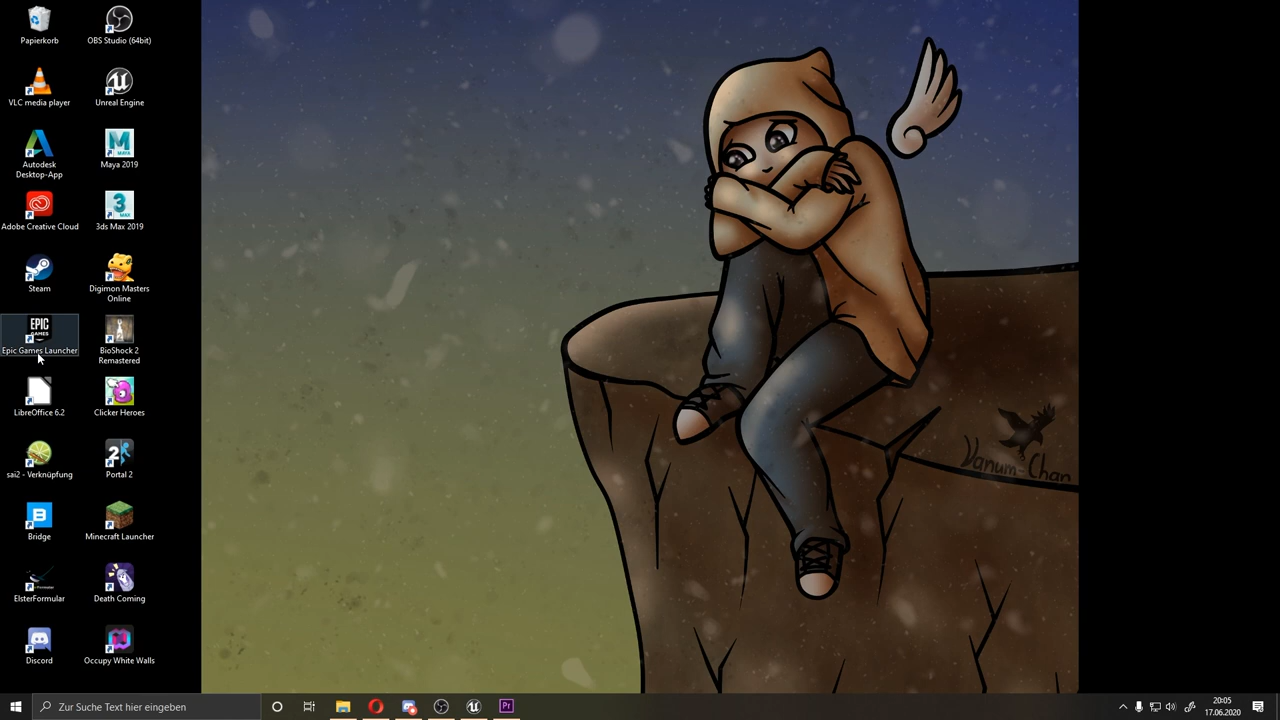 Papierkorb
OBS Studio (64bit)
VLC media player
Unreal Engine
Autodesk
Desktop-App
Maya 2019
Adobe Creative Cloud
3ds Max 2019
Steam
Digimon Masters
Online
EPIC
GAMES
Epic Games Launcher
BioShock 2
Remastered
LibreOffice 6.2
Clicker Heroes
sai2 - Verknüpfung
Portal 2
Bridge
Minecraft Launcher
ElsterFormular
Death Coming
Discord
Occupy White Walls
Vanum-Chan
Zur Suche Text hier eingeben
Pr
20:05
17.06.2020